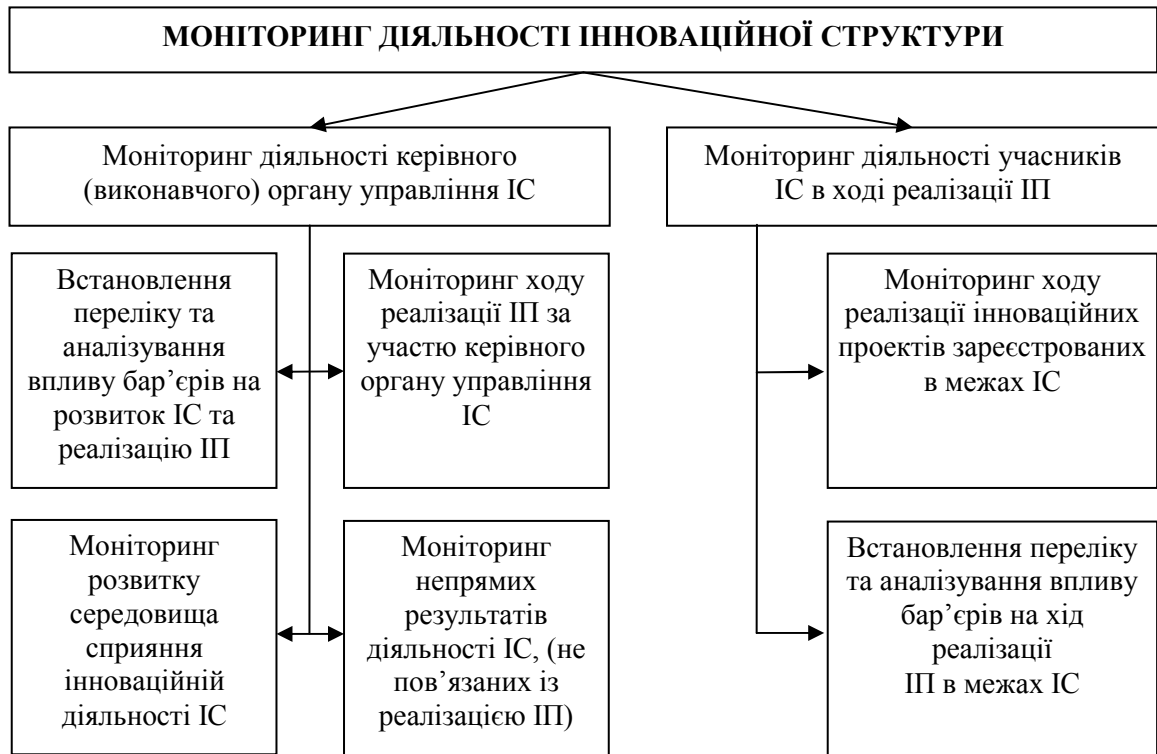 МОНІТОРИНГ ДІЯЛЬНОСТІ ІННОВАЦІЙНОЇ СТРУКТУРИ
Моніторинг діяльності керівного
(виконавчого) органу управління ІС
Моніторинг діяльності учасників
ІС в ході реалізації ІП
Встановлення
переліку та
аналізування
впливу бар’єрів на
розвиток ІС та
реалізацію ІП
Моніторинг ходу
реалізації ІП за
участю керівного
органу управління
ІС
Моніторинг ходу
реалізації інноваційних
проектів зареєстрованих
в межах ІС
Моніторинг
розвитку
середовища
сприяння
інноваційній
діяльності ІС
Моніторинг
непрямих
результатів
діяльності ІС, (не
пов’язаних із
реалізацією ІП)
Встановлення переліку
та аналізування впливу
бар’єрів на хід
реалізації
ІП в межах ІС